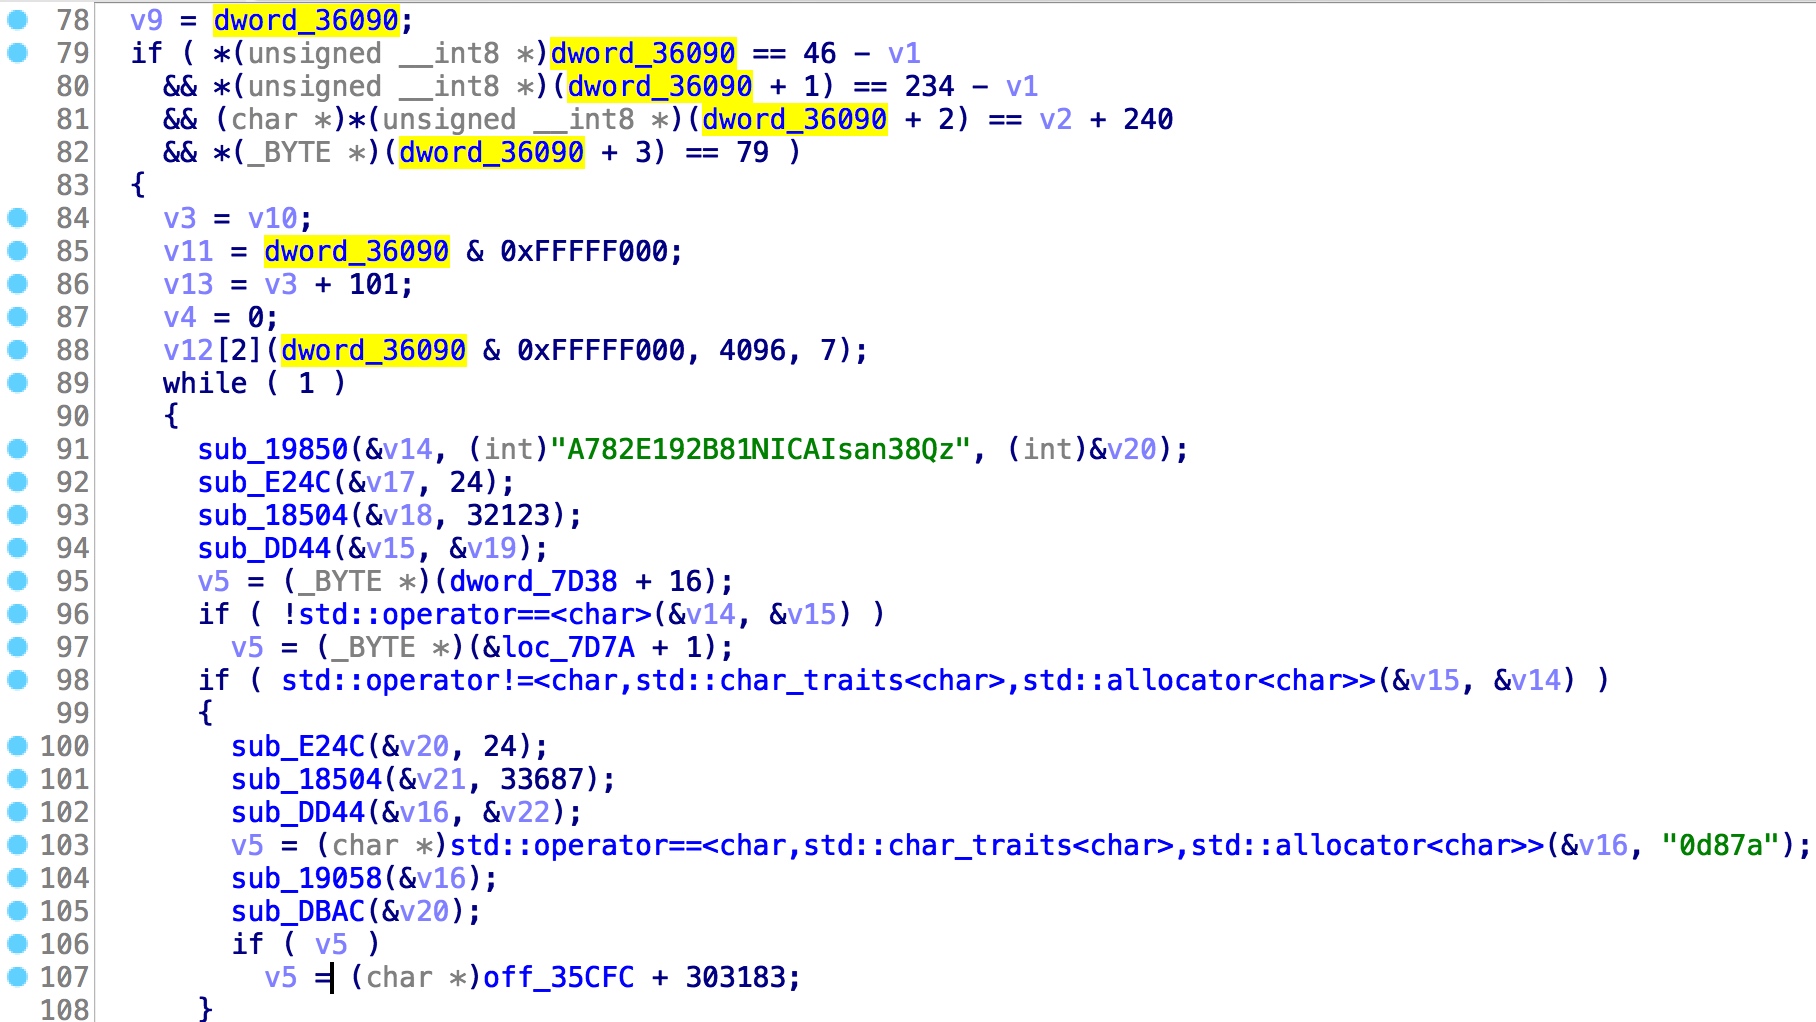 78 v9 = dword_36090;
79 if ( *(unsigned __int8 *)dword_36090 == 46 - v1
80 && *(unsigned __int8 *)(dword_36090 + 1) == 234 - v1
81 && (char *)*(unsigned __int8 *)(dword_36090 + 2) == v2 + 240
82 && *(_BYTE *)(dword_36090 + 3) == 79 )
83 {
84 v3 = v10;
85 v11 = dword_36090 & 0xFFFFF000;
86 v13 = v3 + 101;
87 v4 = 0;
88 v12[2](dword_36090 & 0xFFFFF000, 4096, 7);
89 while ( 1 )
90 {
91 sub_19850(&v14, (int)"A782E192B81NICAIsan38Qz", (int)&v20);
92 sub_E24C(&v17, 24);
93 sub_18504(&v18, 32123);
94 sub_DD44(&v15, &v19);
95 v5 = (_BYTE *)(dword_7D38 + 16);
96 if ( !std::operator==<char>(&v14, &v15) )
97 v5 = (_BYTE *)(&loc_7D7A + 1);
98 if ( std::operator!=<char,std::char_traits<char>,std::allocator<char>>(&v15, &v14) )
99 {
100 sub_E24C(&v20, 24);
101 sub_18504(&v21, 33687);
102 sub_DD44(&v16, &v22);
103 v5 = (char *)std::operator==<char,std::char_traits<char>,std::allocator<char>>(&v16, "0d87a");
104 sub_19058(&v16);
105 sub_DBAC(&v20);
106 if ( v5 )
107 v5 = (char *)off_35CFC + 303183;
108 }